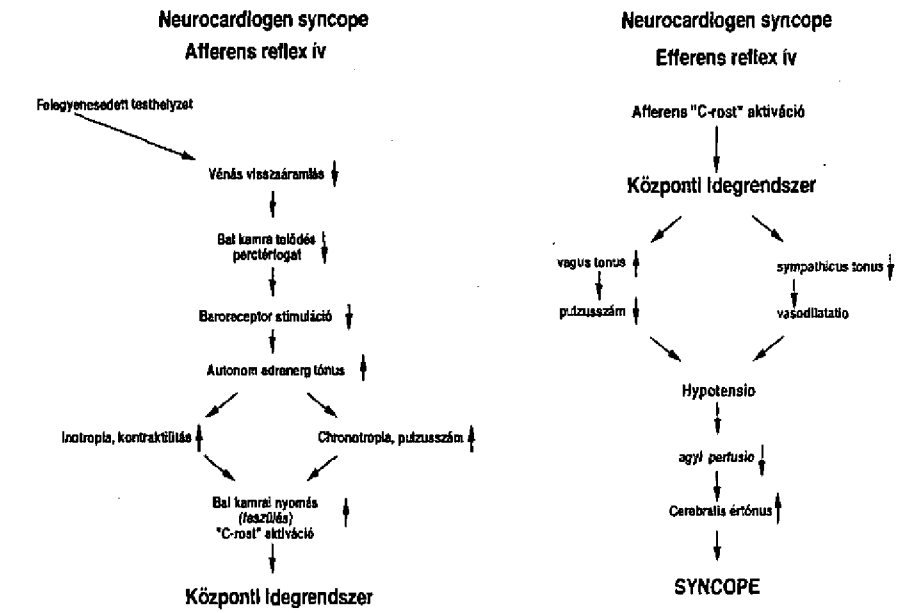 Neurocardiogen syncope
Afferens reflex ív
Felegyenesedett testhelyzet
Vénás visszaáramlás
Bal kamra telődés
perctérfogat
Baroreceptor stimuláció
Autonom adrenerg tónus
Inotropia, kontraktilitás
Chronotropia, pulzusszám
Bal kamrai nyomás
(feszülés)
"C-rost" aktiváció
Központi Idegrendszer
Neurocardiogen syncope
Efferens reflex ív
Afferens "C-rost" aktiváció
Központi Idegrendszer
vagus tonus
sympathicus tonus
pulzusszám
vasodilatatio
Hypotensio
agyi perfusio
Cerebralis értónus
SYNCOPE